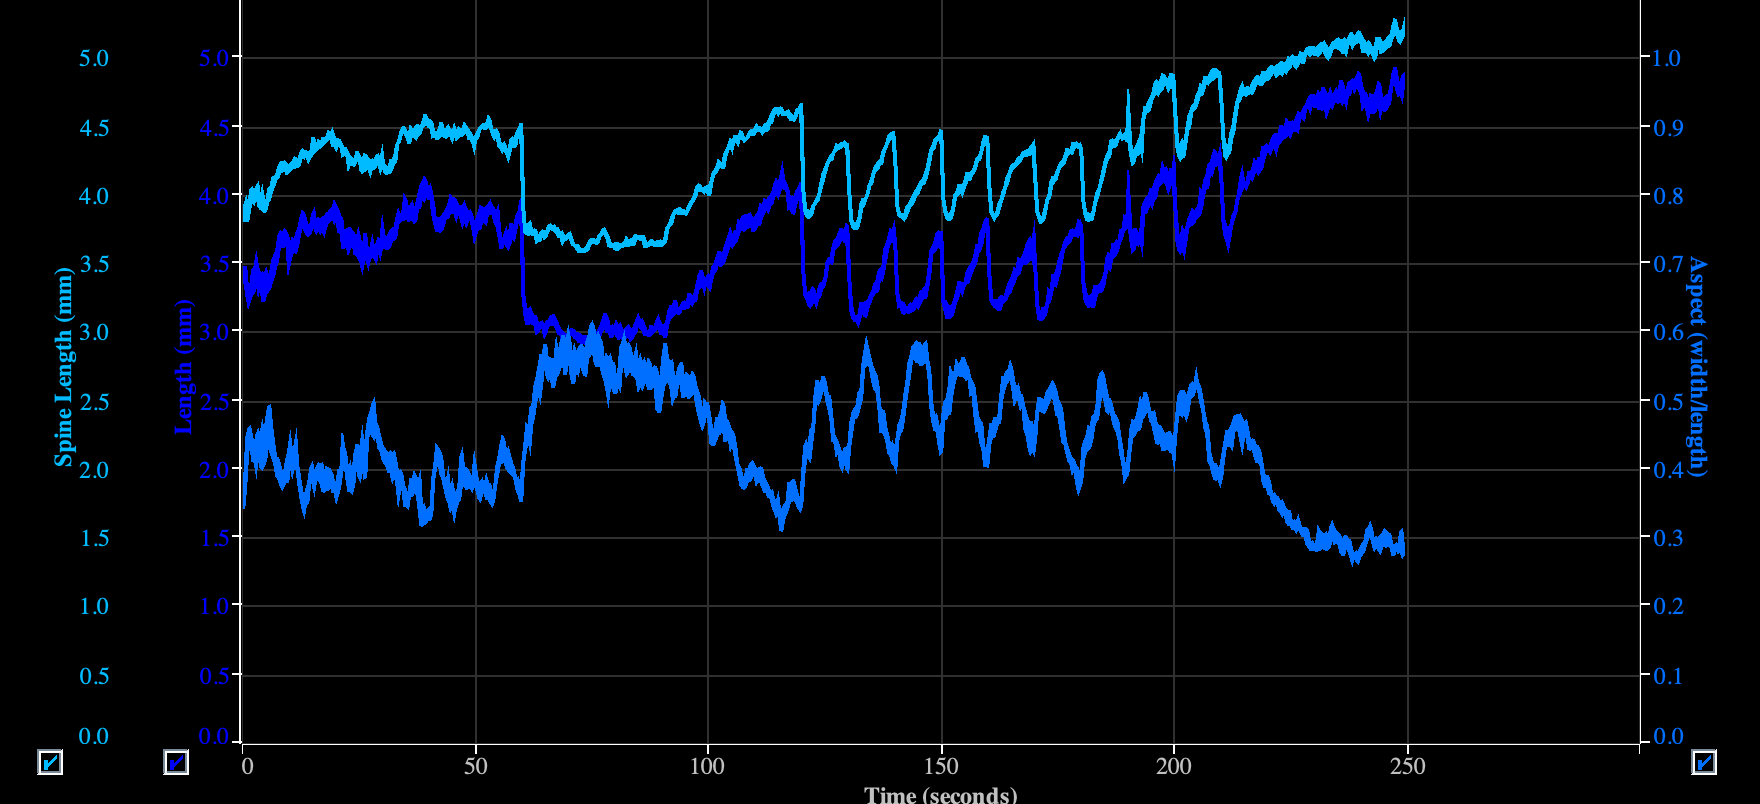 5.0 5.0 1.0
4.5 4.5 0.9
4.0 4.0 0.8
3.5 3.5 0.7
3.0 3.0 0.6
2.5 2.5 0.5
2.0 2.0 0.4
1.5 1.5 0.3
1.0 1.0 0.2
0.5 0.5 0.1
0.0 0.0 0.0
Spine Length (mm)
Length (mm)
Aspect (width/length)
0 50 100 150 200 250
Time (seconds)